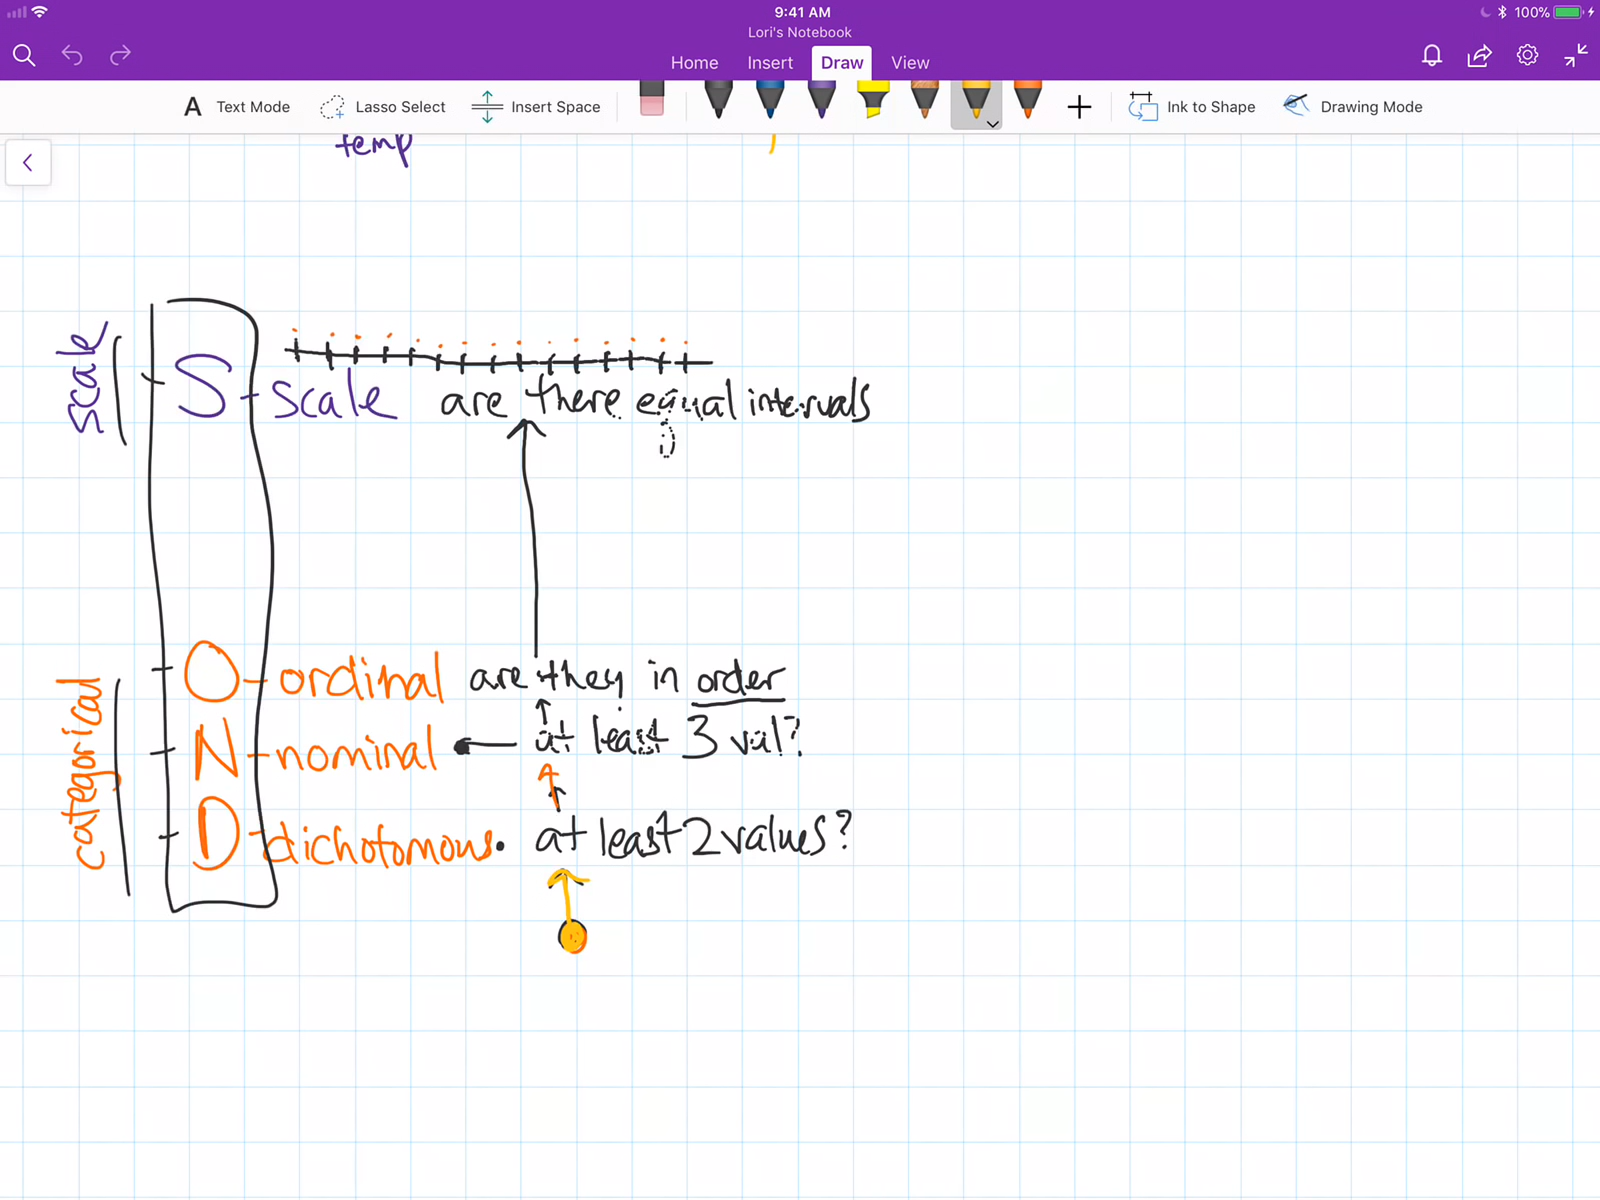 9:41 AM
100%
Lori's Notebook
Home Insert Draw View
Text Mode Lasso Select Insert Space Ink to Shape Drawing Mode
temp
scale
S - scale are there equal intervals
categorical
O - ordinal are they in order
N - nominal at least 3 val?
D - dichotomous. at least 2 values?